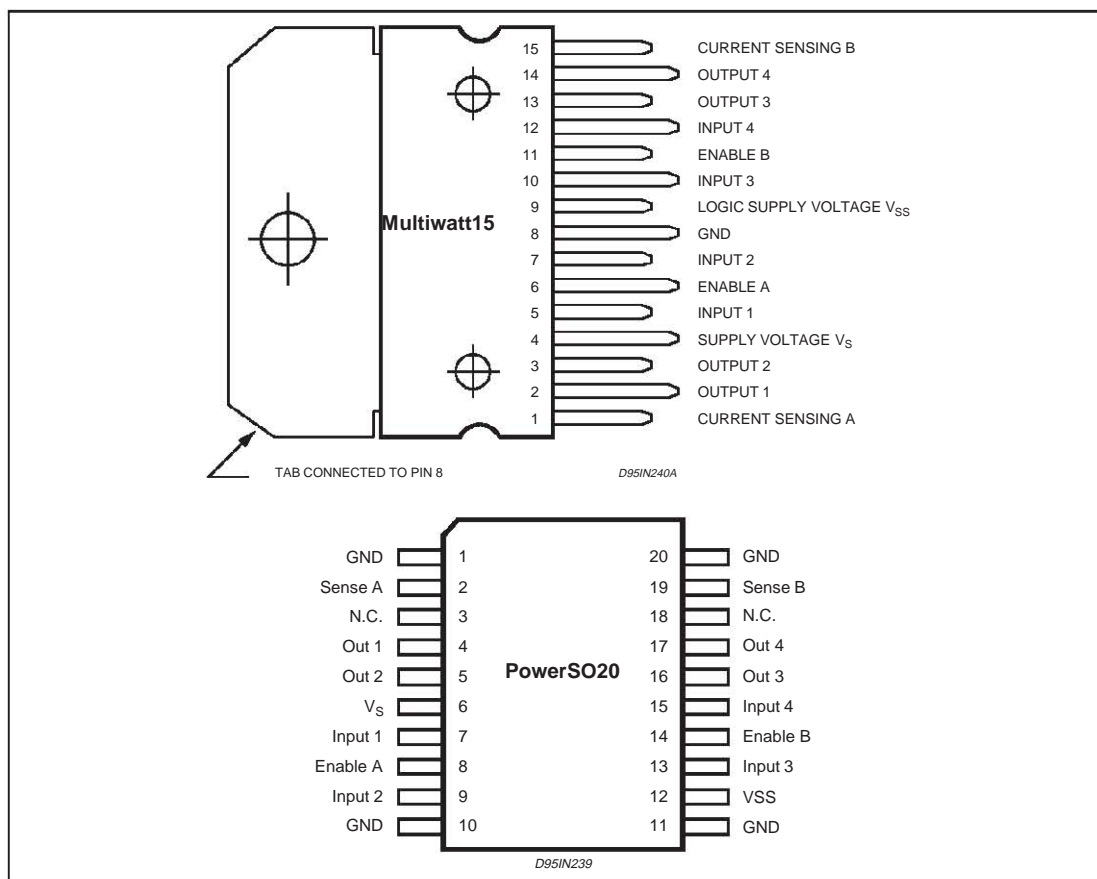 15 CURRENT SENSING B
14 OUTPUT 4
13 OUTPUT 3
12 INPUT 4
11 ENABLE B
10 INPUT 3
9 LOGIC SUPPLY VOLTAGE VSS
Multiwatt15
8 GND
7 INPUT 2
6 ENABLE A
5 INPUT 1
4 SUPPLY VOLTAGE VS
3 OUTPUT 2
2 OUTPUT 1
1 CURRENT SENSING A
TAB CONNECTED TO PIN 8
D95IN240A
GND 1 20 GND
Sense A 2 19 Sense B
N.C. 3 18 N.C.
Out 1 4 17 Out 4
PowerSO20
Out 2 5 16 Out 3
VS 6 15 Input 4
Input 1 7 14 Enable B
Enable A 8 13 Input 3
Input 2 9 12 VSS
GND 10 11 GND
D95IN239